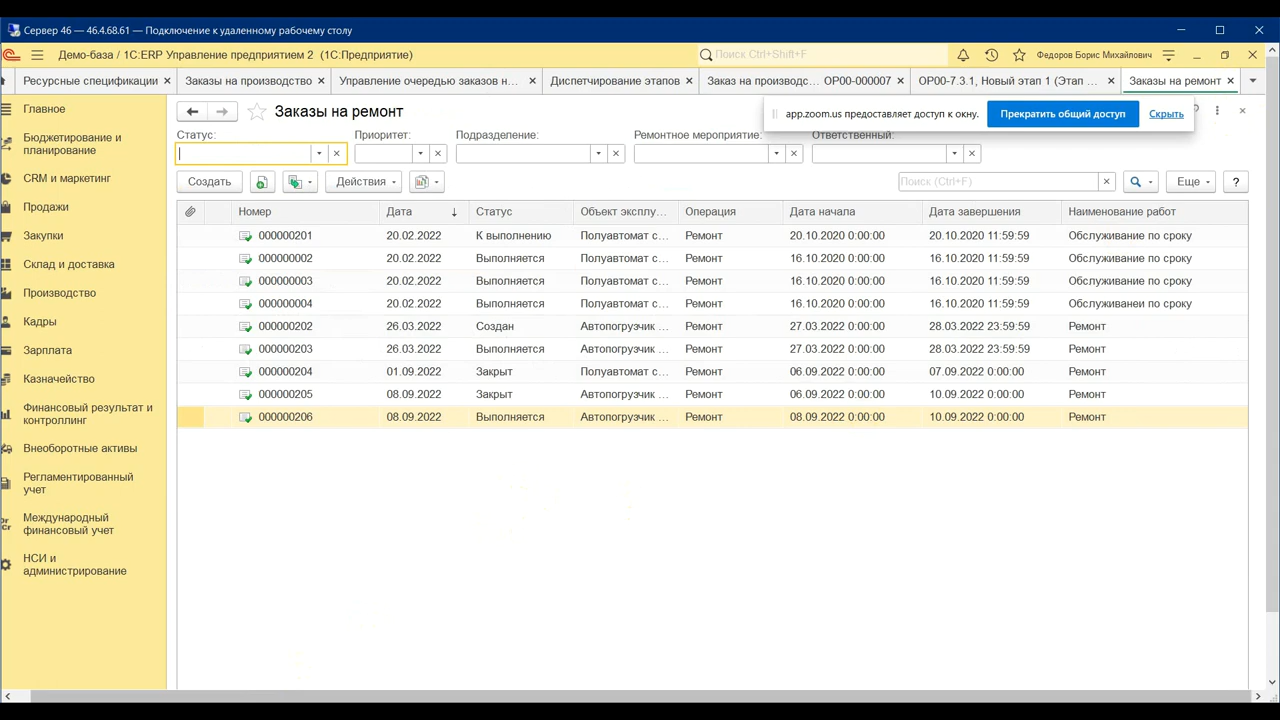 Сервер 46 — 46.4.68.61 — Подключение к удаленному рабочему столу
Демо-база / 1С:ERP Управление предприятием 2 (1С:Предприятие)
Поиск Ctrl+Shift+F
Федоров Борис Михайлович
Ресурсные спецификации
Заказы на производство
Управление очередью заказов н...
Диспетчирование этапов
Заказ на производс... ОР00-000007
ОР00-7.3.1, Новый этап 1 (Этап ...
Заказы на ремонт
app.zoom.us предоставляет доступ к окну.
Прекратить общий доступ
Скрыть
Главное
Бюджетирование и
планирование
CRM и маркетинг
Продажи
Закупки
Склад и доставка
Производство
Кадры
Зарплата
Казначейство
Финансовый результат и
контроллинг
Внеоборотные активы
Регламентированный
учет
Международный
финансовый учет
НСИ и
администрирование
Заказы на ремонт
Статус: Приоритет: Подразделение: Ремонтное мероприятие: Ответственный:
Создать Действия Поиск (Ctrl+F) Еще ?
Номер Дата Статус Объект эксплу... Операция Дата начала Дата завершения Наименование работ
000000201 20.02.2022 К выполнению Полуавтомат с... Ремонт 20.10.2020 0:00:00 20.10.2020 11:59:59 Обслуживание по сроку
000000002 20.02.2022 Выполняется Полуавтомат с... Ремонт 16.10.2020 0:00:00 16.10.2020 11:59:59 Обслуживание по сроку
000000003 20.02.2022 Выполняется Полуавтомат с... Ремонт 16.10.2020 0:00:00 16.10.2020 11:59:59 Обслуживание по сроку
000000004 20.02.2022 Выполняется Полуавтомат с... Ремонт 16.10.2020 0:00:00 16.10.2020 11:59:59 Обслуживанеи по сроку
000000202 26.03.2022 Создан Автопогрузчик ... Ремонт 27.03.2022 0:00:00 28.03.2022 23:59:59 Ремонт
000000203 26.03.2022 Выполняется Автопогрузчик ... Ремонт 27.03.2022 0:00:00 28.03.2022 23:59:59 Ремонт
000000204 01.09.2022 Закрыт Полуавтомат с... Ремонт 06.09.2022 0:00:00 07.09.2022 0:00:00 Ремонт
000000205 08.09.2022 Закрыт Автопогрузчик ... Ремонт 06.09.2022 0:00:00 10.09.2022 0:00:00 Ремонт
000000206 08.09.2022 Выполняется Автопогрузчик ... Ремонт 08.09.2022 0:00:00 10.09.2022 0:00:00 Ремонт